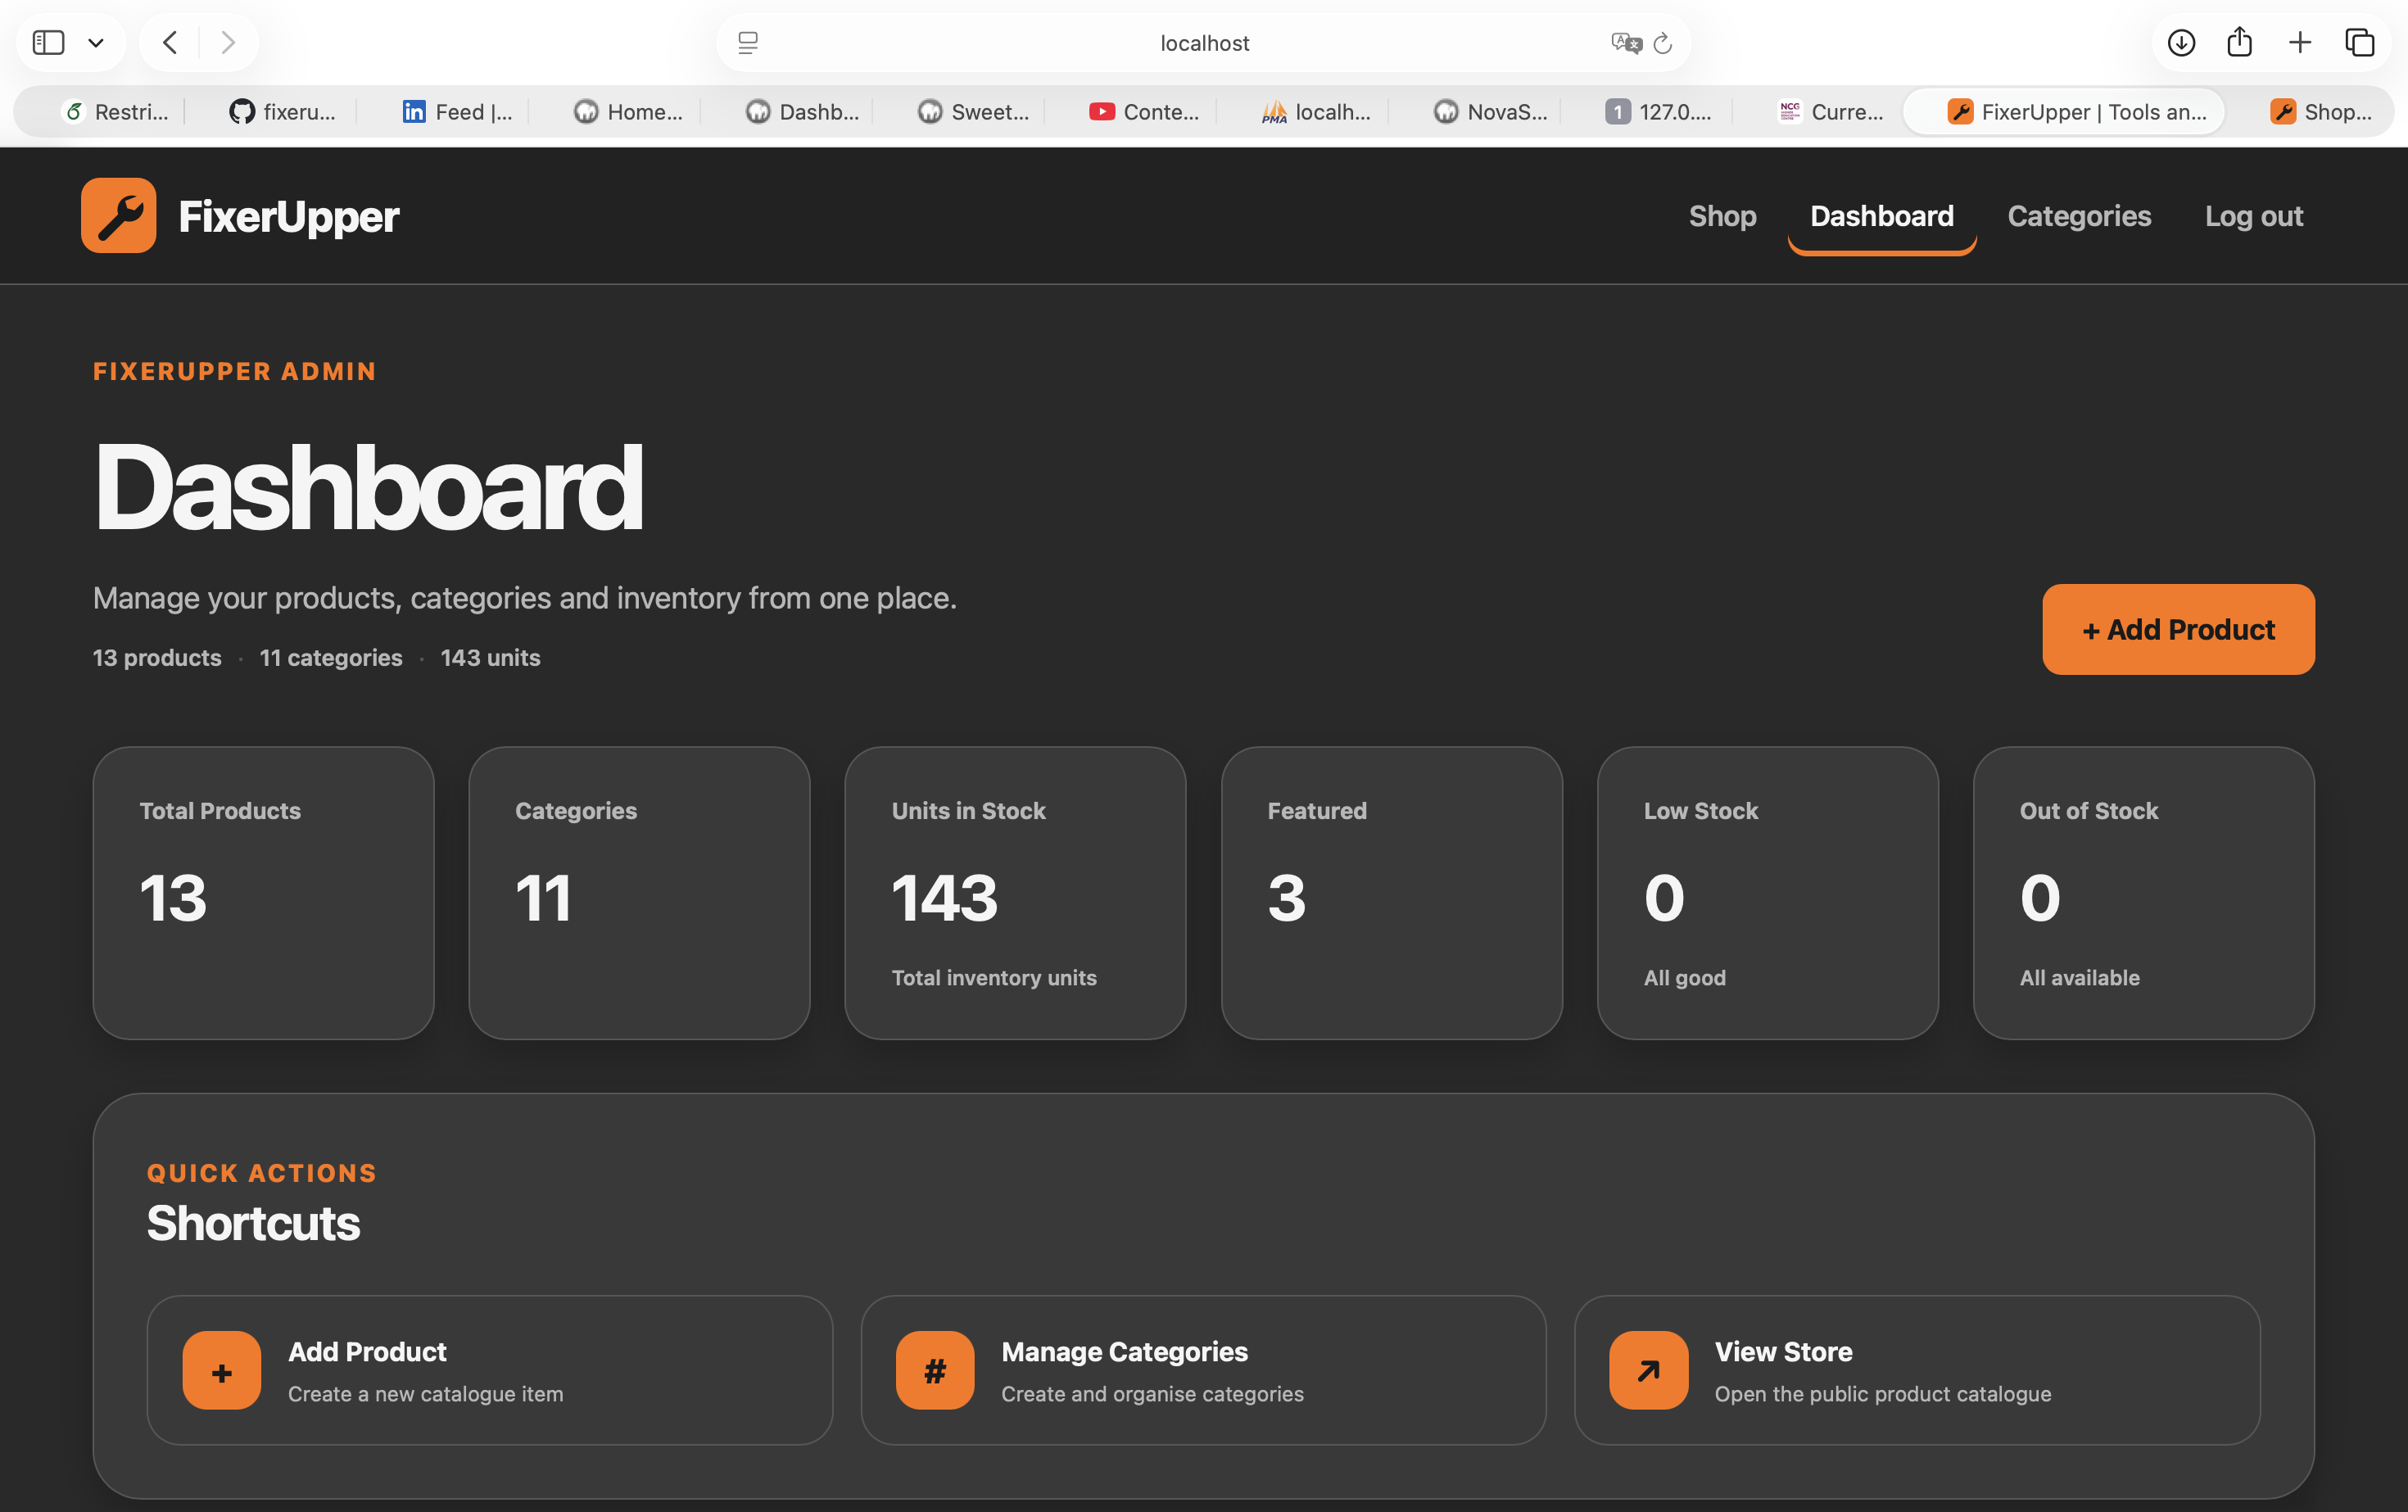 localhost
Restri...
fixeru...
Feed |...
Home...
Dashb...
Sweet...
Conte...
PMA localh...
NovaS...
1 127.0....
NCG Curre...
FixerUpper | Tools an...
Shop...
FixerUpper
Shop
Dashboard
Categories
Log out
FIXERUPPER ADMIN
Dashboard
Manage your products, categories and inventory from one place.
13 products · 11 categories · 143 units
+ Add Product
Total Products
13
Categories
11
Units in Stock
143
Total inventory units
Featured
3
Low Stock
0
All good
Out of Stock
0
All available
QUICK ACTIONS
Shortcuts
+
Add Product
Create a new catalogue item
#
Manage Categories
Create and organise categories
View Store
Open the public product catalogue